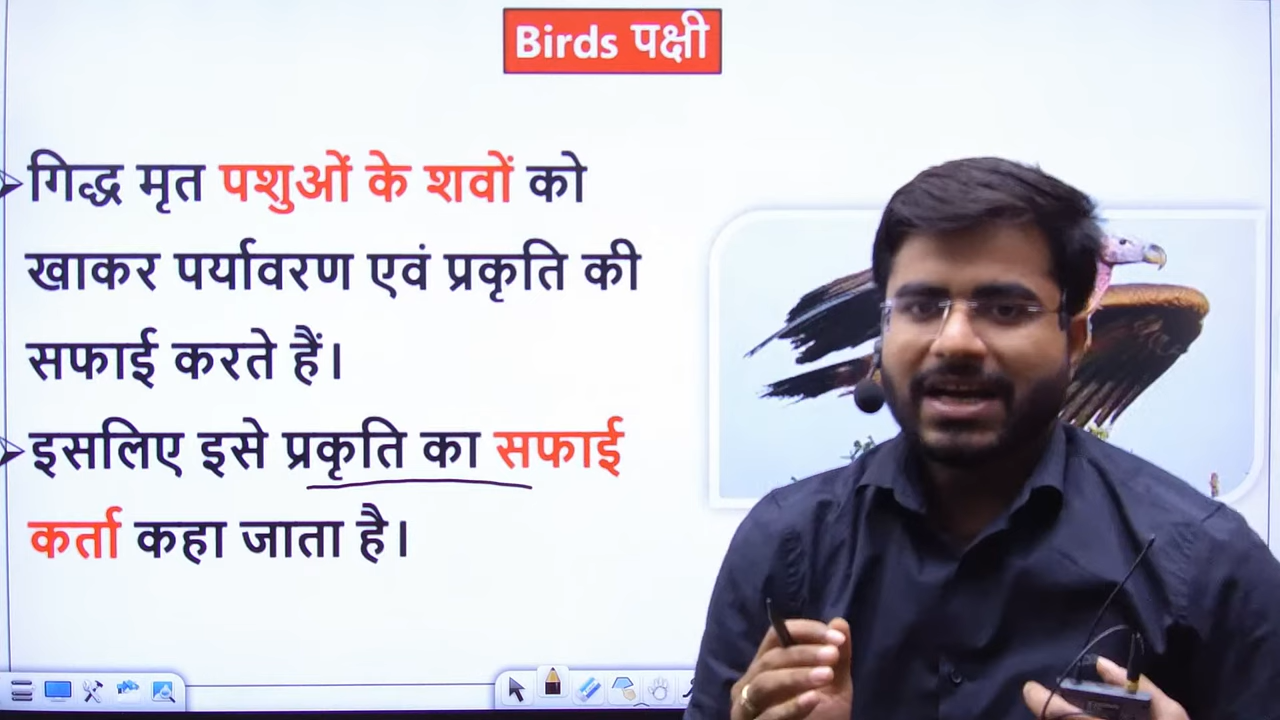 Birds पक्षी
गिद्ध मृत पशुओं के शवों को
खाकर पर्यावरण एवं प्रकृति की
सफाई करते हैं।
इसलिए इसे प्रकृति का सफाई
कर्ता कहा जाता है।